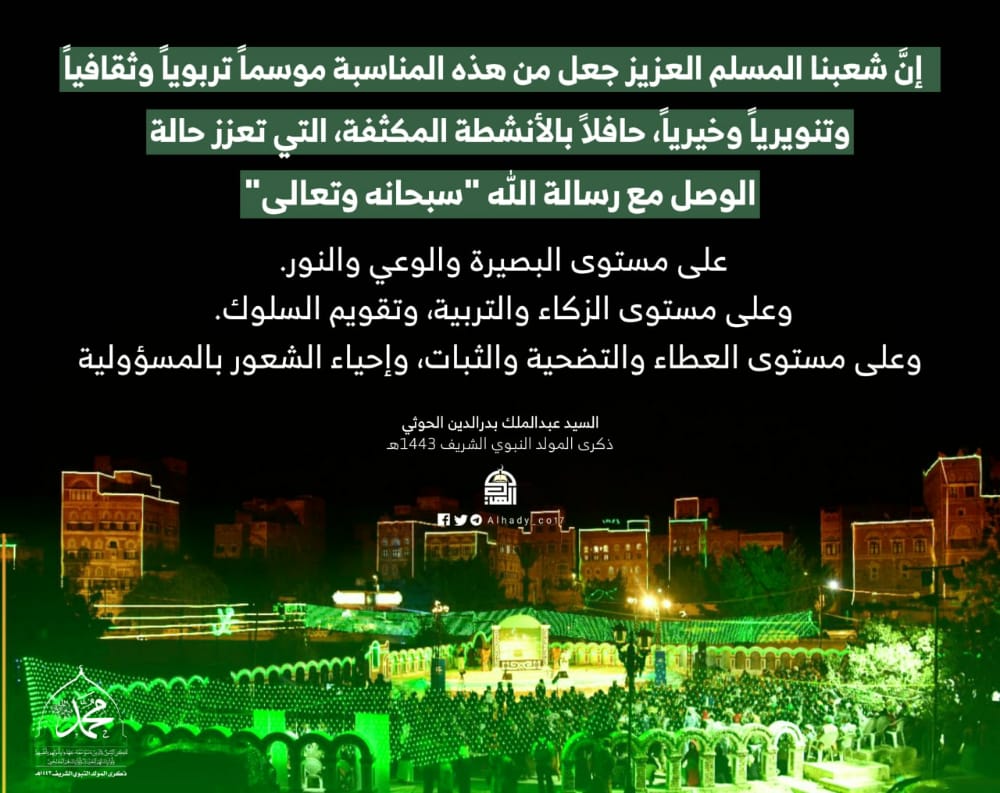 إنَّ شعبنا المسلم العزيز جعل من هذه المناسبة موسماً تربوياً وثقافياً
وتنويرياً وخيرياً، حافلاً بالأنشطة المكثفة، التي تعزز حالة
الوصل مع رسالة الله "سبحانه وتعالى"
على مستوى البصيرة والوعي والنور.
وعلى مستوى الزكاء والتربية، وتقويم السلوك.
وعلى مستوى العطاء والتضحية والثبات، وإحياء الشعور بالمسؤولية
السيد عبدالملك بدرالدين الحوثي
ذكرى المولد النبوي الشريف 1443هـ
الهادي
Alhady_co17
محمد
ذكرى المولد النبوي الشريف ١٤٤٣هـ